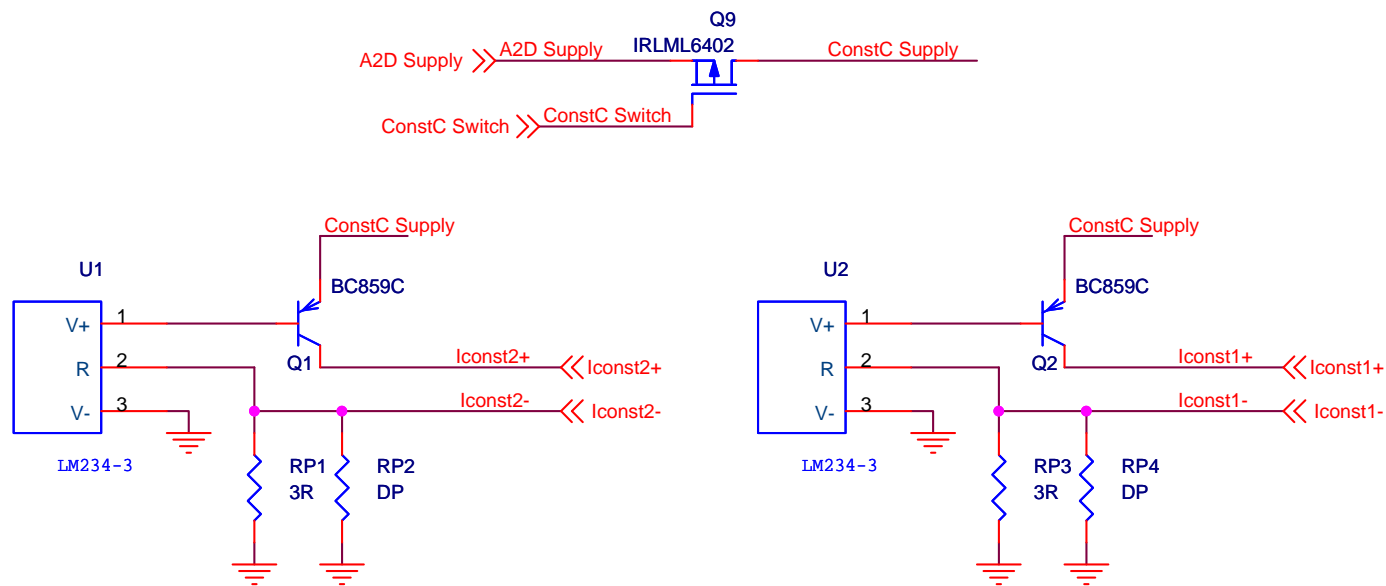 Q9
IRLML6402
A2D Supply
A2D Supply
ConstC Supply
ConstC Switch
ConstC Switch
ConstC Supply
U1
BC859C
V+
1
R
2
V-
3
Q1
Iconst2+
Iconst2+
Iconst2-
Iconst2-
LM234-3
RP1
3R
RP2
DP
ConstC Supply
U2
BC859C
V+
1
R
2
V-
3
Q2
Iconst1+
Iconst1+
Iconst1-
Iconst1-
LM234-3
RP3
3R
RP4
DP